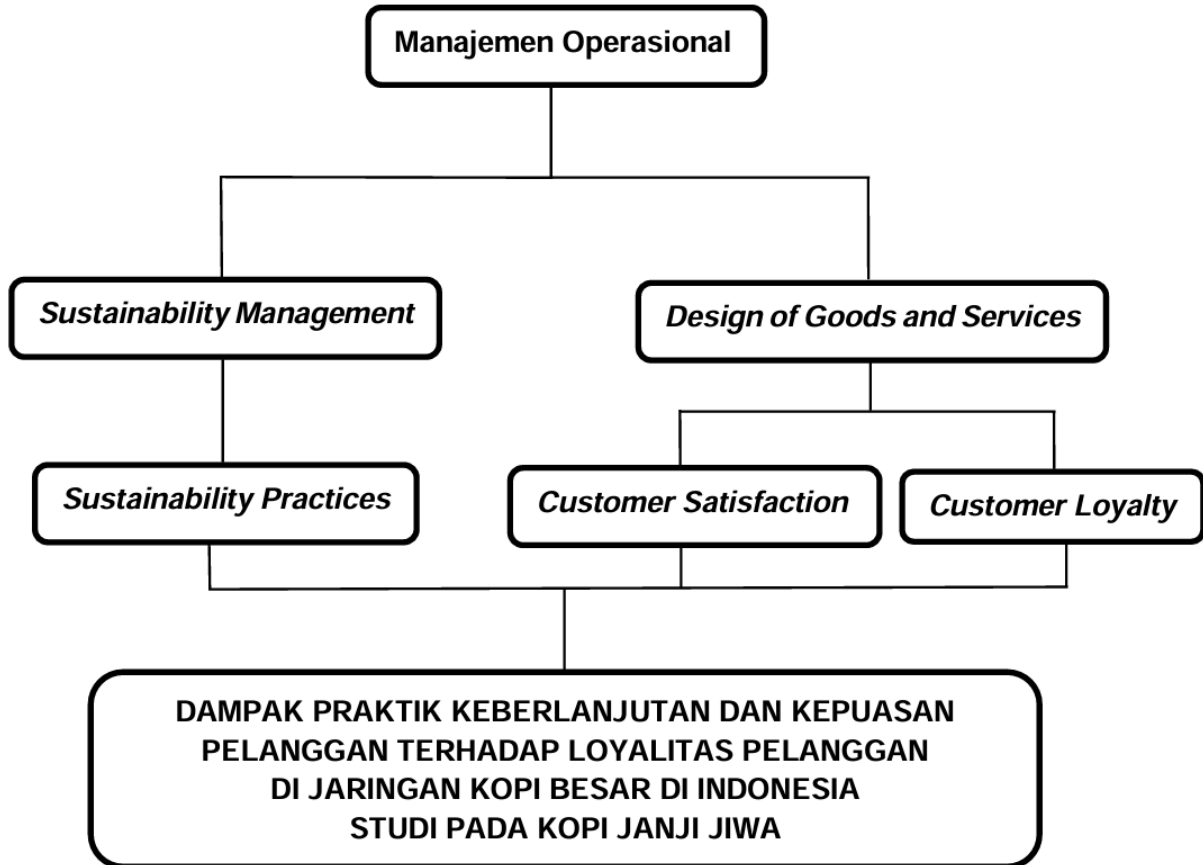 Manajemen Operasional
Sustainability Management
Design of Goods and Services
Sustainability Practices
Customer Satisfaction
Customer Loyalty
DAMPAK PRAKTIK KEBERLANJUTAN DAN KEPUASAN
PELANGGAN TERHADAP LOYALITAS PELANGGAN
DI JARINGAN KOPI BESAR DI INDONESIA
STUDI PADA KOPI JANJI JIWA